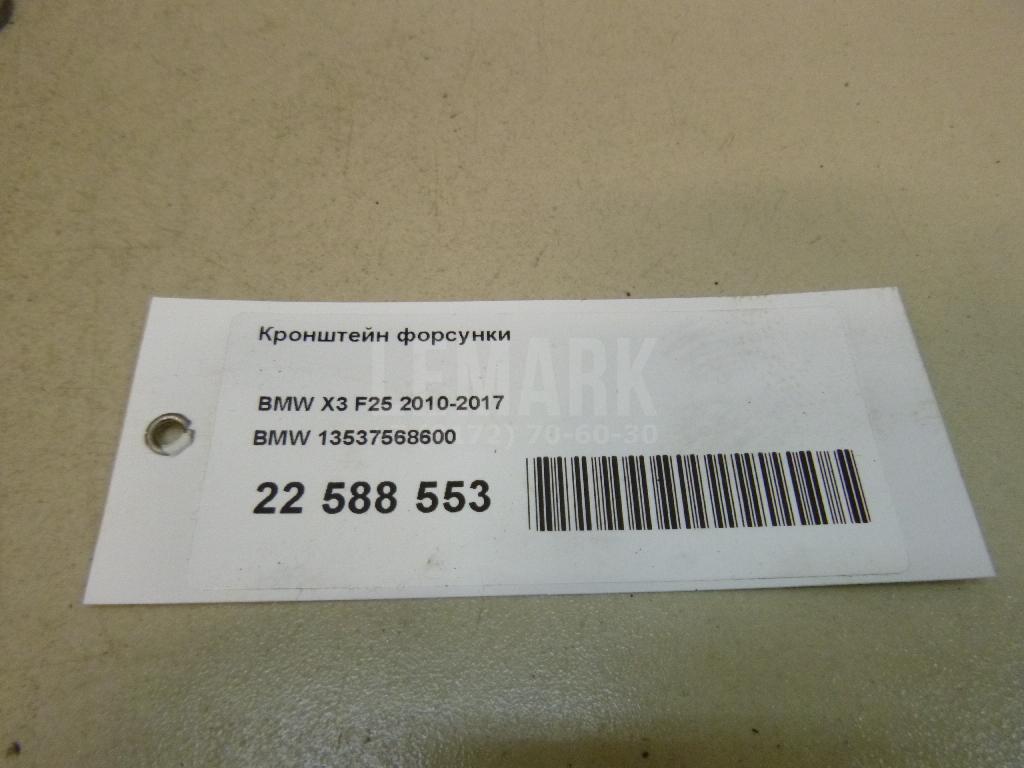 Кронштейн форсунки
LEMARK
BMW X3 F25 2010-2017
BMW 13537568600
72) 70-60-30
22 588 553